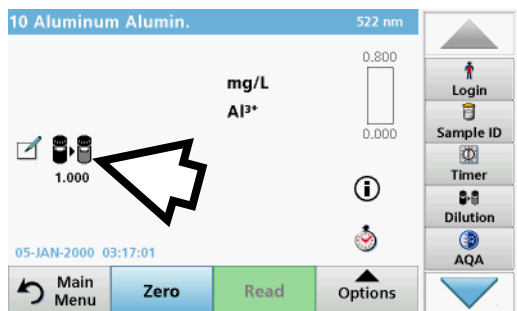 10 Aluminum Alumin.
522 nm
0.800
mg/L
Al³⁺
0.000
1.000
i
05-JAN-2000 03:17:01
Main
Menu
Zero
Read
Options
Login
Sample ID
Timer
Dilution
AQA